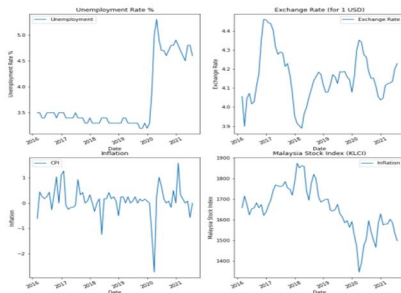 Unemployment Rate %
Unemployment
5.0
4.5
4.0
3.5
Unemployment Rate %
2016 2017 2018 2019 2020 2021
Date
Exchange Rate (for 1 USD)
Exchange Rate
4.4
4.3
4.2
4.1
4.0
3.9
Exchange Rate
2016 2017 2018 2019 2020 2021
Date
Inflation
CPI
1
0
−1
−2
Inflation
2016 2017 2018 2019 2020 2021
Date
Malaysia Stock Index (KLCI)
Inflation
1900
1800
1700
1600
1500
1400
Malaysia Stock Index
2016 2017 2018 2019 2020 2021
Date